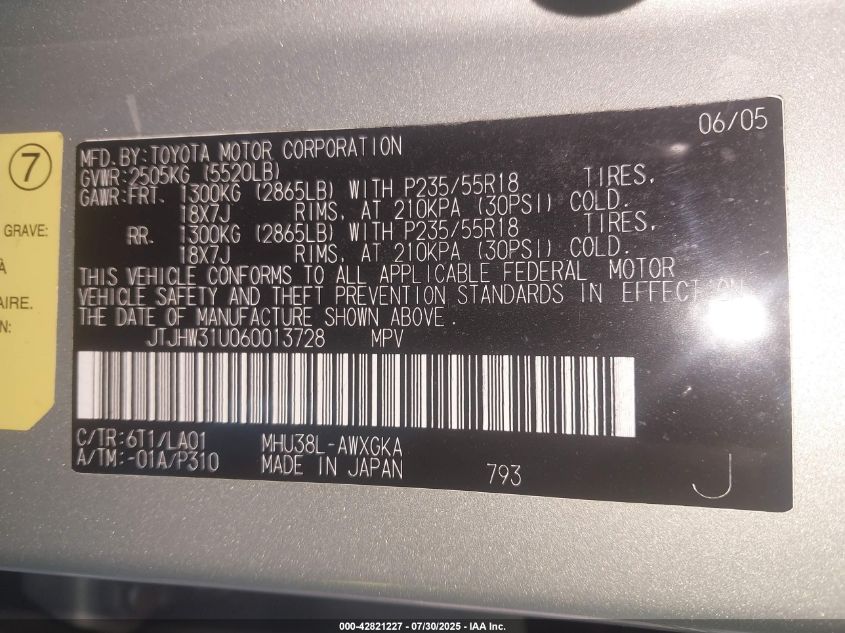 7
GRAVE:
À
AIRE.
N:
06/05
MFD.BY:TOYOTA MOTOR CORPORATION
GVWR:2505KG (5520LB)
GAWR:FRT. 1300KG (2865LB) WITH P235/55R18 TIRES,
18X7J RIMS, AT 210KPA (30PSI) COLD.
RR. 1300KG (2865LB) WITH P235/55R18 TIRES,
18X7J RIMS, AT 210KPA (30PSI) COLD.
THIS VEHICLE CONFORMS TO ALL APPLICABLE FEDERAL MOTOR
VEHICLE SAFETY AND THEFT PREVENTION STANDARDS IN EFFECT ON
THE DATE OF MANUFACTURE SHOWN ABOVE.
JTJHW31U060013728 MPV
C/TR:6T1/LA01 MHU38L-AWXGKA
A/TM:-01A/P310 MADE IN JAPAN 793 J
000-42821227 - 07/30/2025 - IAA Inc.